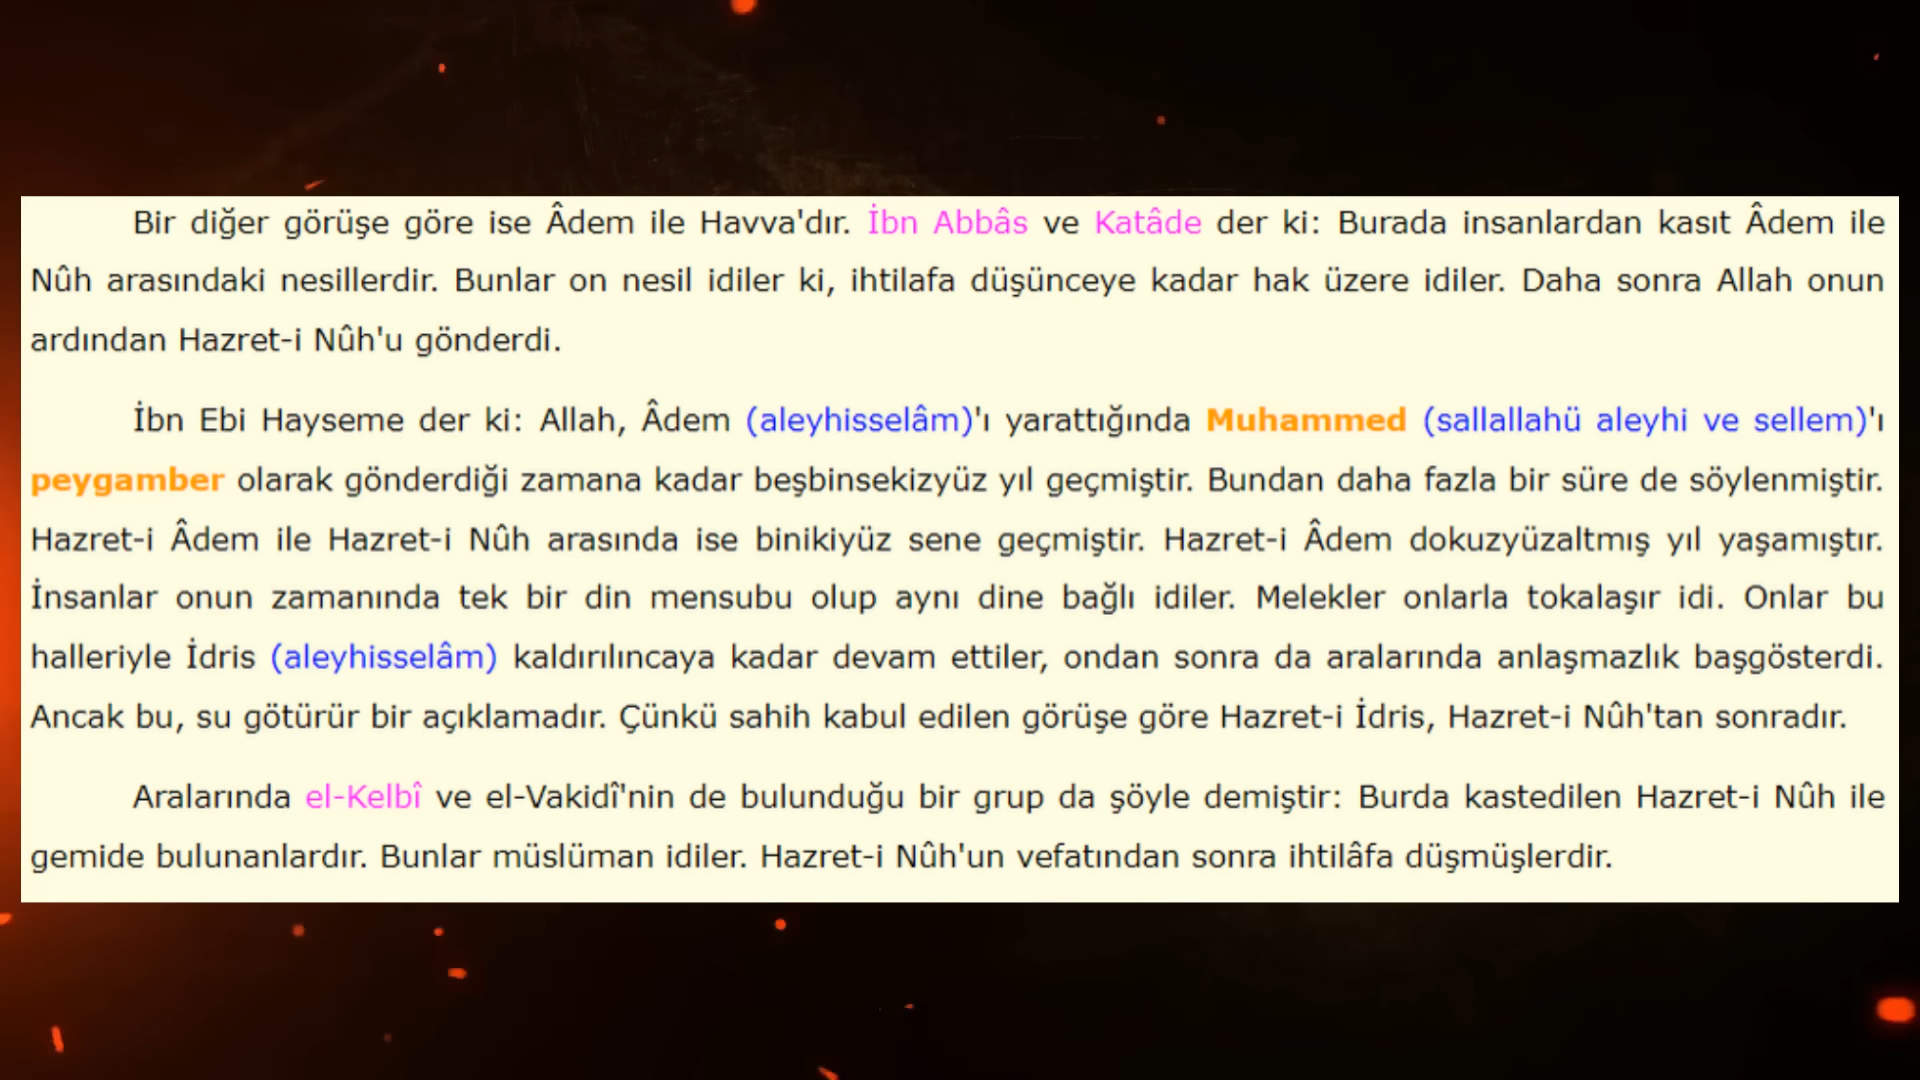 Bir diğer görüşe göre ise Âdem ile Havva'dır. İbn Abbâs ve Katâde der ki: Burada insanlardan kasıt Âdem ile
Nûh arasındaki nesillerdir. Bunlar on nesil idiler ki, ihtilafa düşünceye kadar hak üzere idiler. Daha sonra Allah onun
ardından Hazret-i Nûh'u gönderdi.
İbn Ebi Hayseme der ki: Allah, Âdem (aleyhisselâm)'ı yarattığında Muhammed (sallallahü aleyhi ve sellem)'ı
peygamber olarak gönderdiği zamana kadar beşbinsekizyüz yıl geçmiştir. Bundan daha fazla bir süre de söylenmiştir.
Hazret-i Âdem ile Hazret-i Nûh arasında ise binikiyüz sene geçmiştir. Hazret-i Âdem dokuzyüzaltmış yıl yaşamıştır.
İnsanlar onun zamanında tek bir din mensubu olup aynı dine bağlı idiler. Melekler onlarla tokalaşır idi. Onlar bu
halleriyle İdris (aleyhisselâm) kaldırılıncaya kadar devam ettiler, ondan sonra da aralarında anlaşmazlık başgösterdi.
Ancak bu, su götürür bir açıklamadır. Çünkü sahih kabul edilen görüşe göre Hazret-i İdris, Hazret-i Nûh'tan sonradır.
Aralarında el-Kelbî ve el-Vakidî'nin de bulunduğu bir grup da şöyle demiştir: Burda kastedilen Hazret-i Nûh ile
gemide bulunanlardır. Bunlar müslüman idiler. Hazret-i Nûh'un vefatından sonra ihtilâfa düşmüşlerdir.